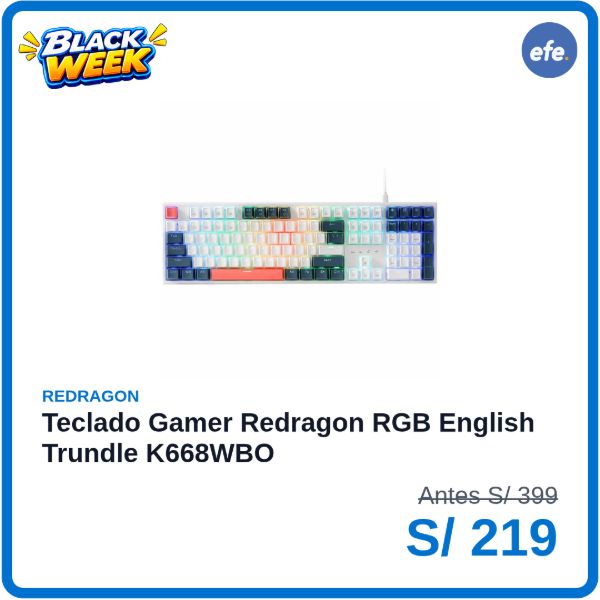 BLACK
WEEK
efe.
REDRAGON
Teclado Gamer Redragon RGB English
Trundle K668WBO
Antes S/ 399
S/ 219